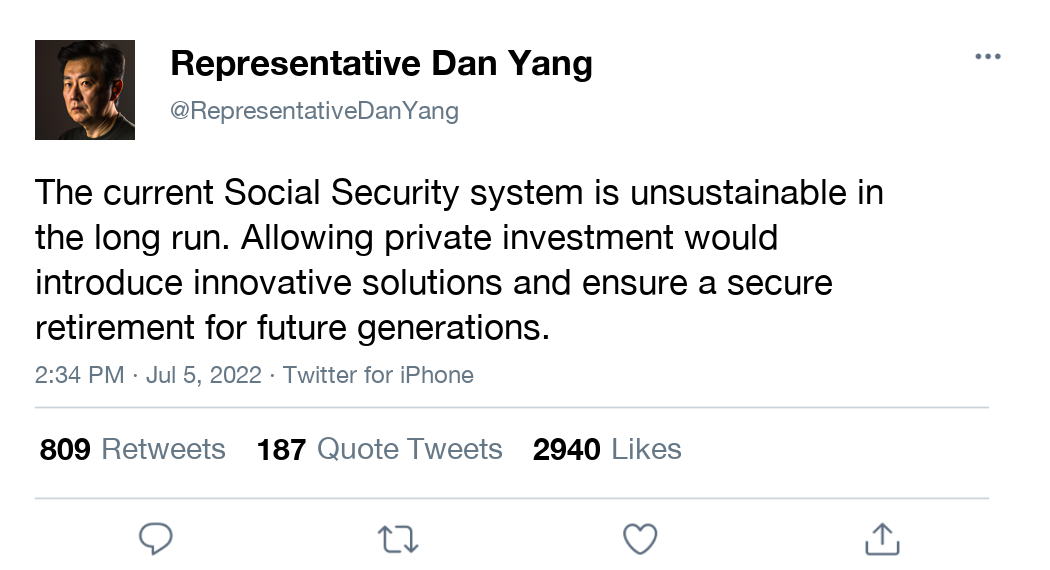 Representative Dan Yang
@RepresentativeDanYang
The current Social Security system is unsustainable in
the long run. Allowing private investment would
introduce innovative solutions and ensure a secure
retirement for future generations.
2:34 PM · Jul 5, 2022 · Twitter for iPhone
809 Retweets 187 Quote Tweets 2940 Likes